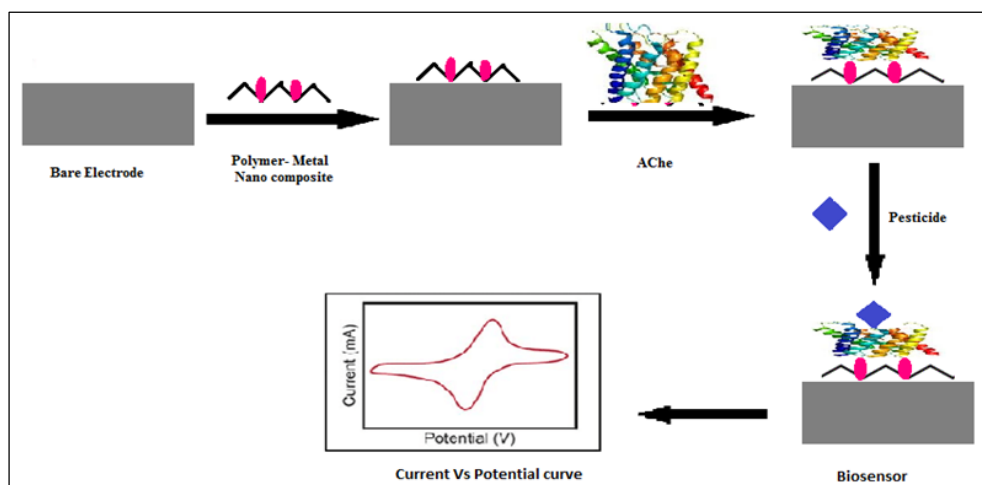 Bare Electrode
Polymer- Metal
Nano composite
AChe
Pesticide
Current (mA)
Potential (V)
Current Vs Potential curve
Biosensor